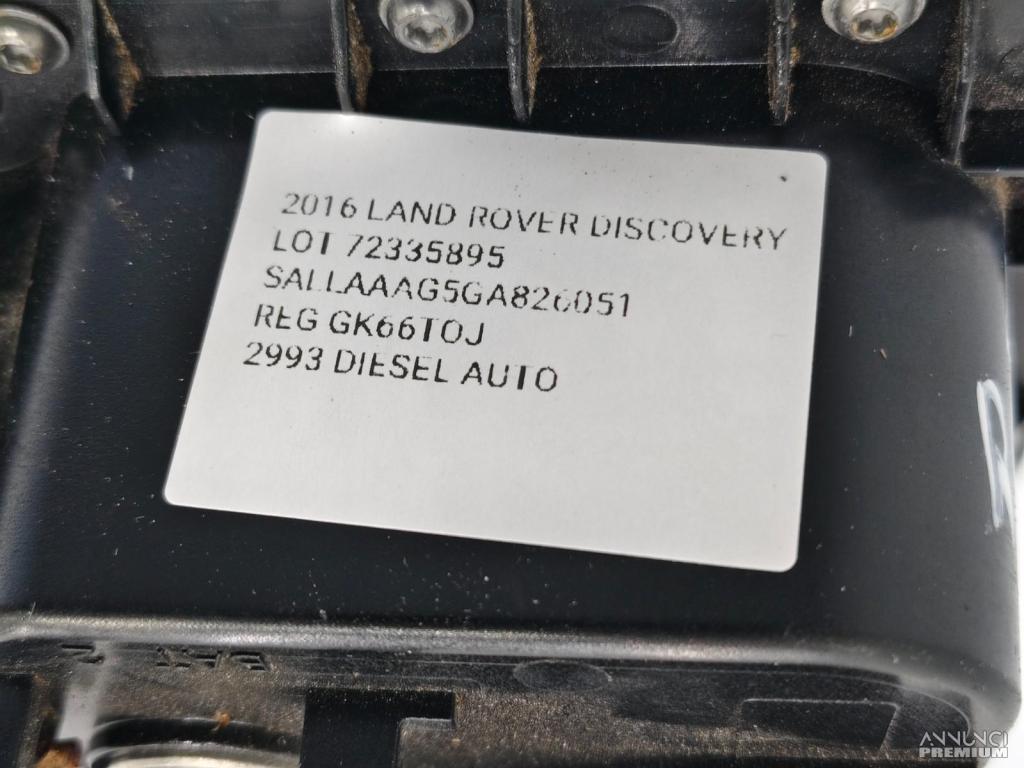 2016 LAND ROVER DISCOVERY
LOT 72335895
SALLAAAG5GA826051
REG GK66TOJ
2993 DIESEL AUTO
ANNUNCI
PREMIUM